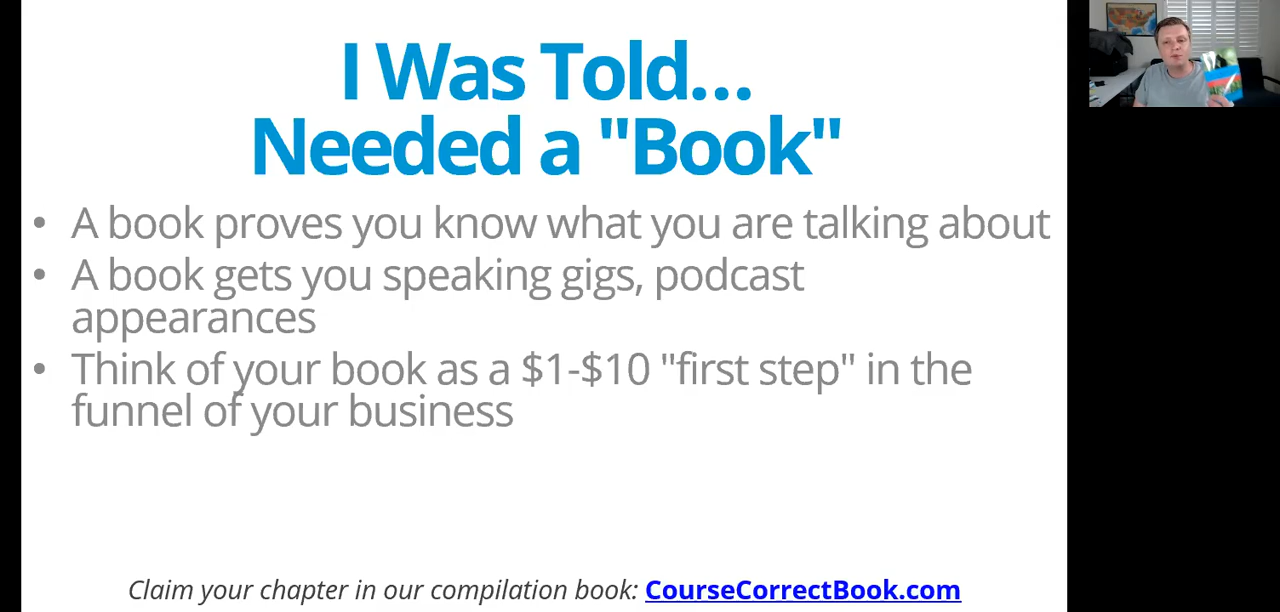 I Was Told...
Needed a "Book"
• A book proves you know what you are talking about
• A book gets you speaking gigs, podcast
appearances
• Think of your book as a $1-$10 "first step" in the
funnel of your business
Claim your chapter in our compilation book: CourseCorrectBook.com